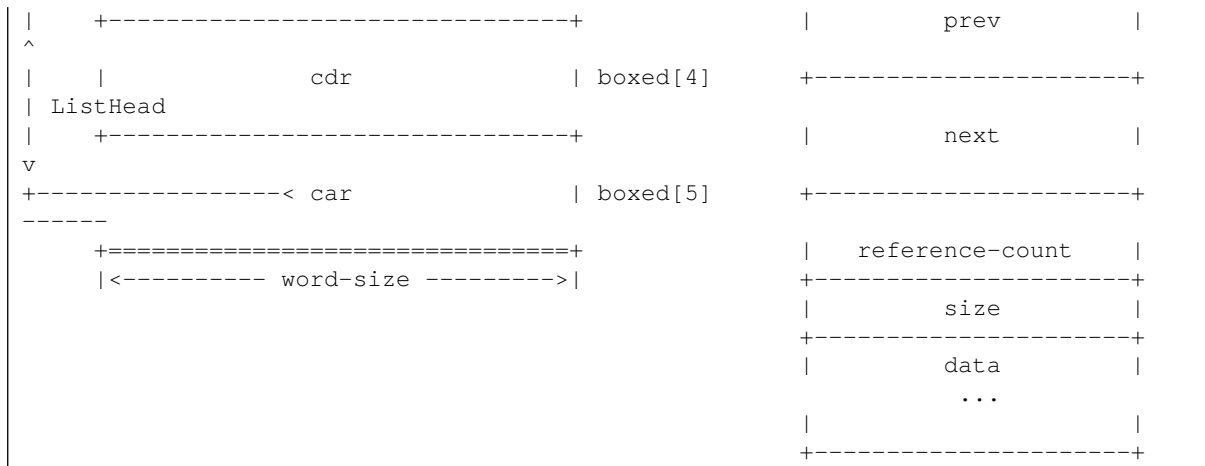 |    +--------------------------------+               |         prev         |
^
|    |              cdr               | boxed[4]      +----------------------+
| ListHead
|    +--------------------------------+               |         next         |
v
+-----------------< car               | boxed[5]      +----------------------+
------
     +================================+               |   reference-count    |
     |<---------- word-size --------->|               +----------------------+
                                                      |         size         |
                                                      +----------------------+
                                                      |         data         |
                                                                ...
                                                      |                      |
                                                      +----------------------+